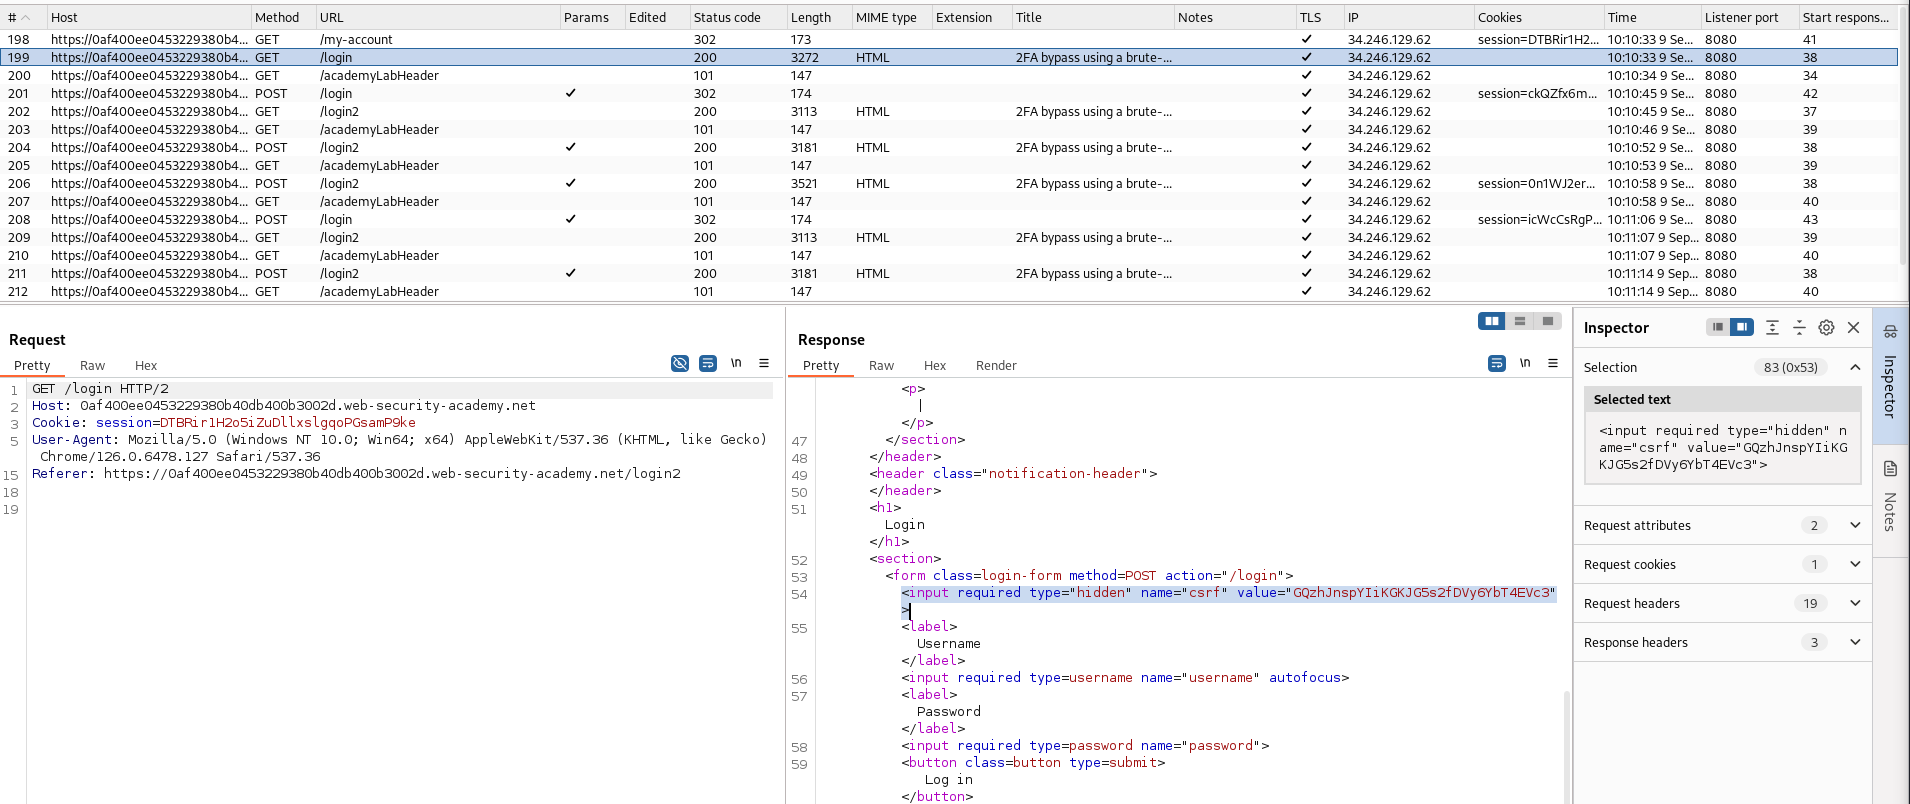 # Host Method URL Params Edited Status code Length MIME type Extension Title Notes TLS IP Cookies Time Listener port Start respons...
198 https://0af400ee0453229380b4... GET /my-account 302 173 ✓ 34.246.129.62 session=DTBRir1H2... 10:10:33 9 Se... 8080 41
199 https://0af400ee0453229380b4... GET /login 200 3272 HTML 2FA bypass using a brute-... ✓ 34.246.129.62 10:10:33 9 Se... 8080 38
200 https://0af400ee0453229380b4... GET /academyLabHeader 101 147 ✓ 34.246.129.62 10:10:34 9 Se... 8080 34
201 https://0af400ee0453229380b4... POST /login ✓ 302 174 ✓ 34.246.129.62 session=ckQZfx6m... 10:10:45 9 Se... 8080 42
202 https://0af400ee0453229380b4... GET /login2 200 3113 HTML 2FA bypass using a brute-... ✓ 34.246.129.62 10:10:45 9 Se... 8080 37
203 https://0af400ee0453229380b4... GET /academyLabHeader 101 147 ✓ 34.246.129.62 10:10:46 9 Se... 8080 39
204 https://0af400ee0453229380b4... POST /login2 ✓ 200 3181 HTML 2FA bypass using a brute-... ✓ 34.246.129.62 10:10:52 9 Se... 8080 38
205 https://0af400ee0453229380b4... GET /academyLabHeader 101 147 ✓ 34.246.129.62 10:10:53 9 Se... 8080 39
206 https://0af400ee0453229380b4... POST /login2 ✓ 200 3521 HTML 2FA bypass using a brute-... ✓ 34.246.129.62 session=0n1WJ2er... 10:10:58 9 Se... 8080 38
207 https://0af400ee0453229380b4... GET /academyLabHeader 101 147 ✓ 34.246.129.62 10:10:58 9 Se... 8080 40
208 https://0af400ee0453229380b4... POST /login ✓ 302 174 ✓ 34.246.129.62 session=icWcCsRgP... 10:11:06 9 Se... 8080 43
209 https://0af400ee0453229380b4... GET /login2 200 3113 HTML 2FA bypass using a brute-... ✓ 34.246.129.62 10:11:07 9 Sep... 8080 39
210 https://0af400ee0453229380b4... GET /academyLabHeader 101 147 ✓ 34.246.129.62 10:11:07 9 Sep... 8080 40
211 https://0af400ee0453229380b4... POST /login2 ✓ 200 3181 HTML 2FA bypass using a brute-... ✓ 34.246.129.62 10:11:14 9 Sep... 8080 38
212 https://0af400ee0453229380b4... GET /academyLabHeader 101 147 ✓ 34.246.129.62 10:11:14 9 Sep... 8080 40
Request
Pretty Raw Hex \n
1 GET /login HTTP/2
2 Host: 0af400ee0453229380b40db400b3002d.web-security-academy.net
3 Cookie: session=DTBRir1H2o5iZuDllxslgqoPGsamP9ke
5 User-Agent: Mozilla/5.0 (Windows NT 10.0; Win64; x64) AppleWebKit/537.36 (KHTML, like Gecko)
Chrome/126.0.6478.127 Safari/537.36
15 Referer: https://0af400ee0453229380b40db400b3002d.web-security-academy.net/login2
18
19
Response
Pretty Raw Hex Render \n
<p>
|
</p>
47 </section>
48 </header>
49 <header class="notification-header">
50 </header>
51 <h1>
Login
</h1>
52 <section>
53 <form class=login-form method=POST action="/login">
54 <input required type="hidden" name="csrf" value="GQzhJnspYIiKGKJG5s2fDVy6YbT4EVc3"
>
55 <label>
Username
</label>
56 <input required type=username name="username" autofocus>
57 <label>
Password
</label>
58 <input required type=password name="password">
59 <button class=button type=submit>
Log in
</button>
Inspector
Selection 83 (0x53)
Selected text
<input required type="hidden" n
ame="csrf" value="GQzhJnspYIiKG
KJG5s2fDVy6YbT4EVc3">
Request attributes 2
Request cookies 1
Request headers 19
Response headers 3
Inspector
Notes